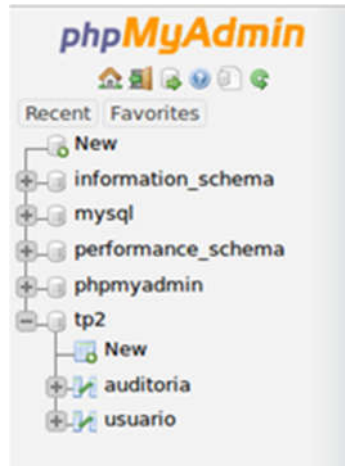 phpMyAdmin
Recent Favorites
New
information_schema
mysql
performance_schema
phpmyadmin
tp2
New
auditoria
usuario